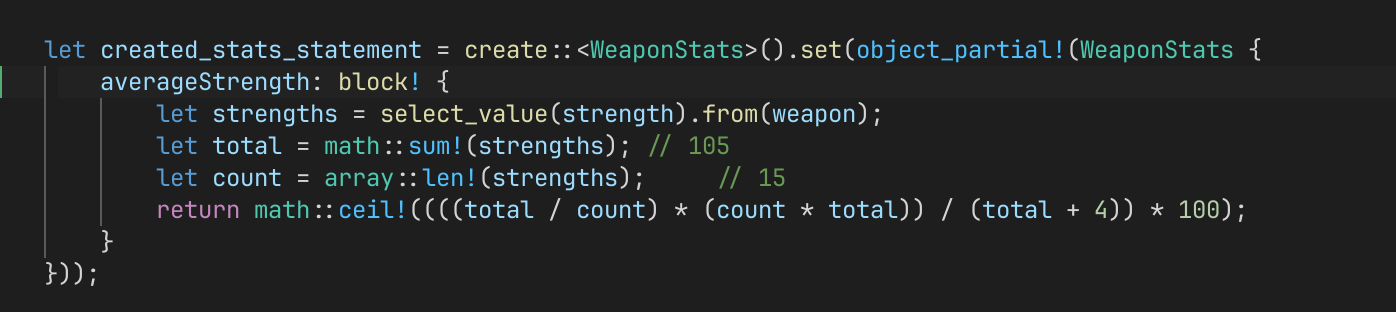 let created_stats_statement = create::<WeaponStats>().set(object_partial!(WeaponStats {
    averageStrength: block! {
        let strengths = select_value(strength).from(weapon);
        let total = math::sum!(strengths); // 105
        let count = array::len!(strengths);     // 15
        return math::ceil!((((total / count) * (count * total)) / (total + 4)) * 100);
    }
}));